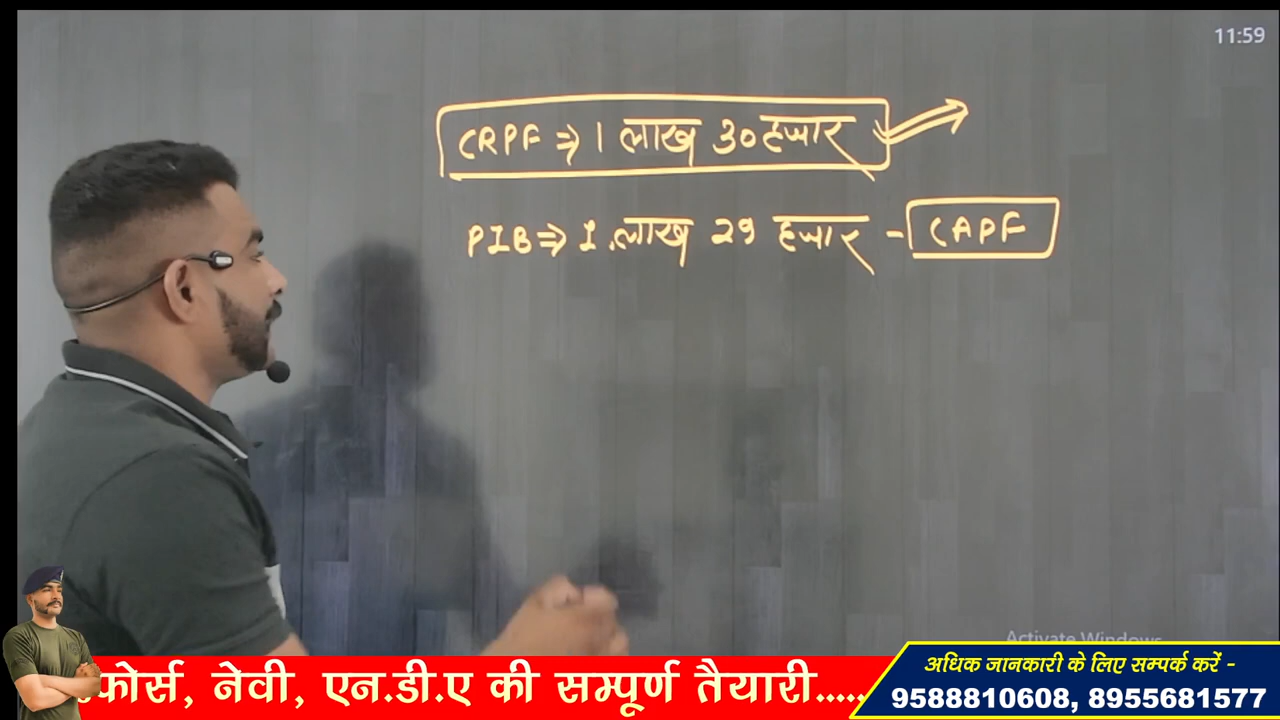 11:59
CRPF ⇒ 1 लाख 30 हजार
PIB ⇒ 1 लाख 29 हजार - CAPF
Activate Windows
फोर्स, नेवी, एन.डी.ए की सम्पूर्ण तैयारी.....
अधिक जानकारी के लिए सम्पर्क करें -
9588810608, 8955681577